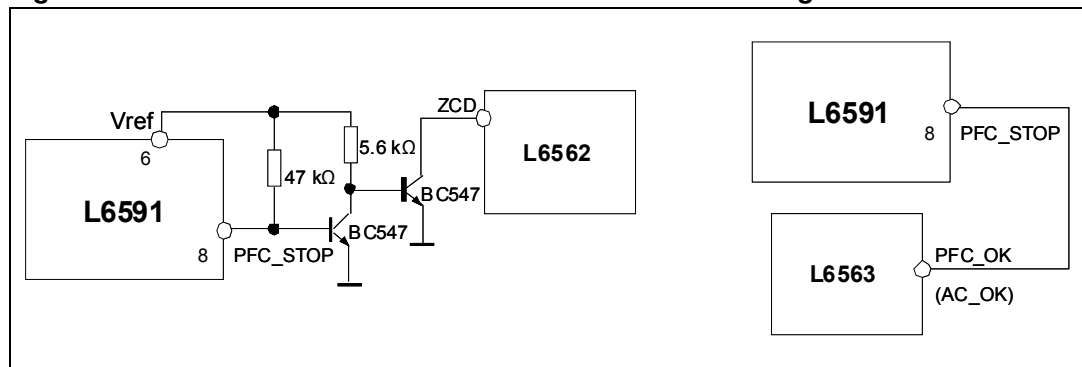 Vref
6
47 kΩ
5.6 kΩ
L6591
8
PFC_STOP
BC547
BC547
ZCD
L6562
L6591
8
PFC_STOP
L6563
PFC_OK
(AC_OK)